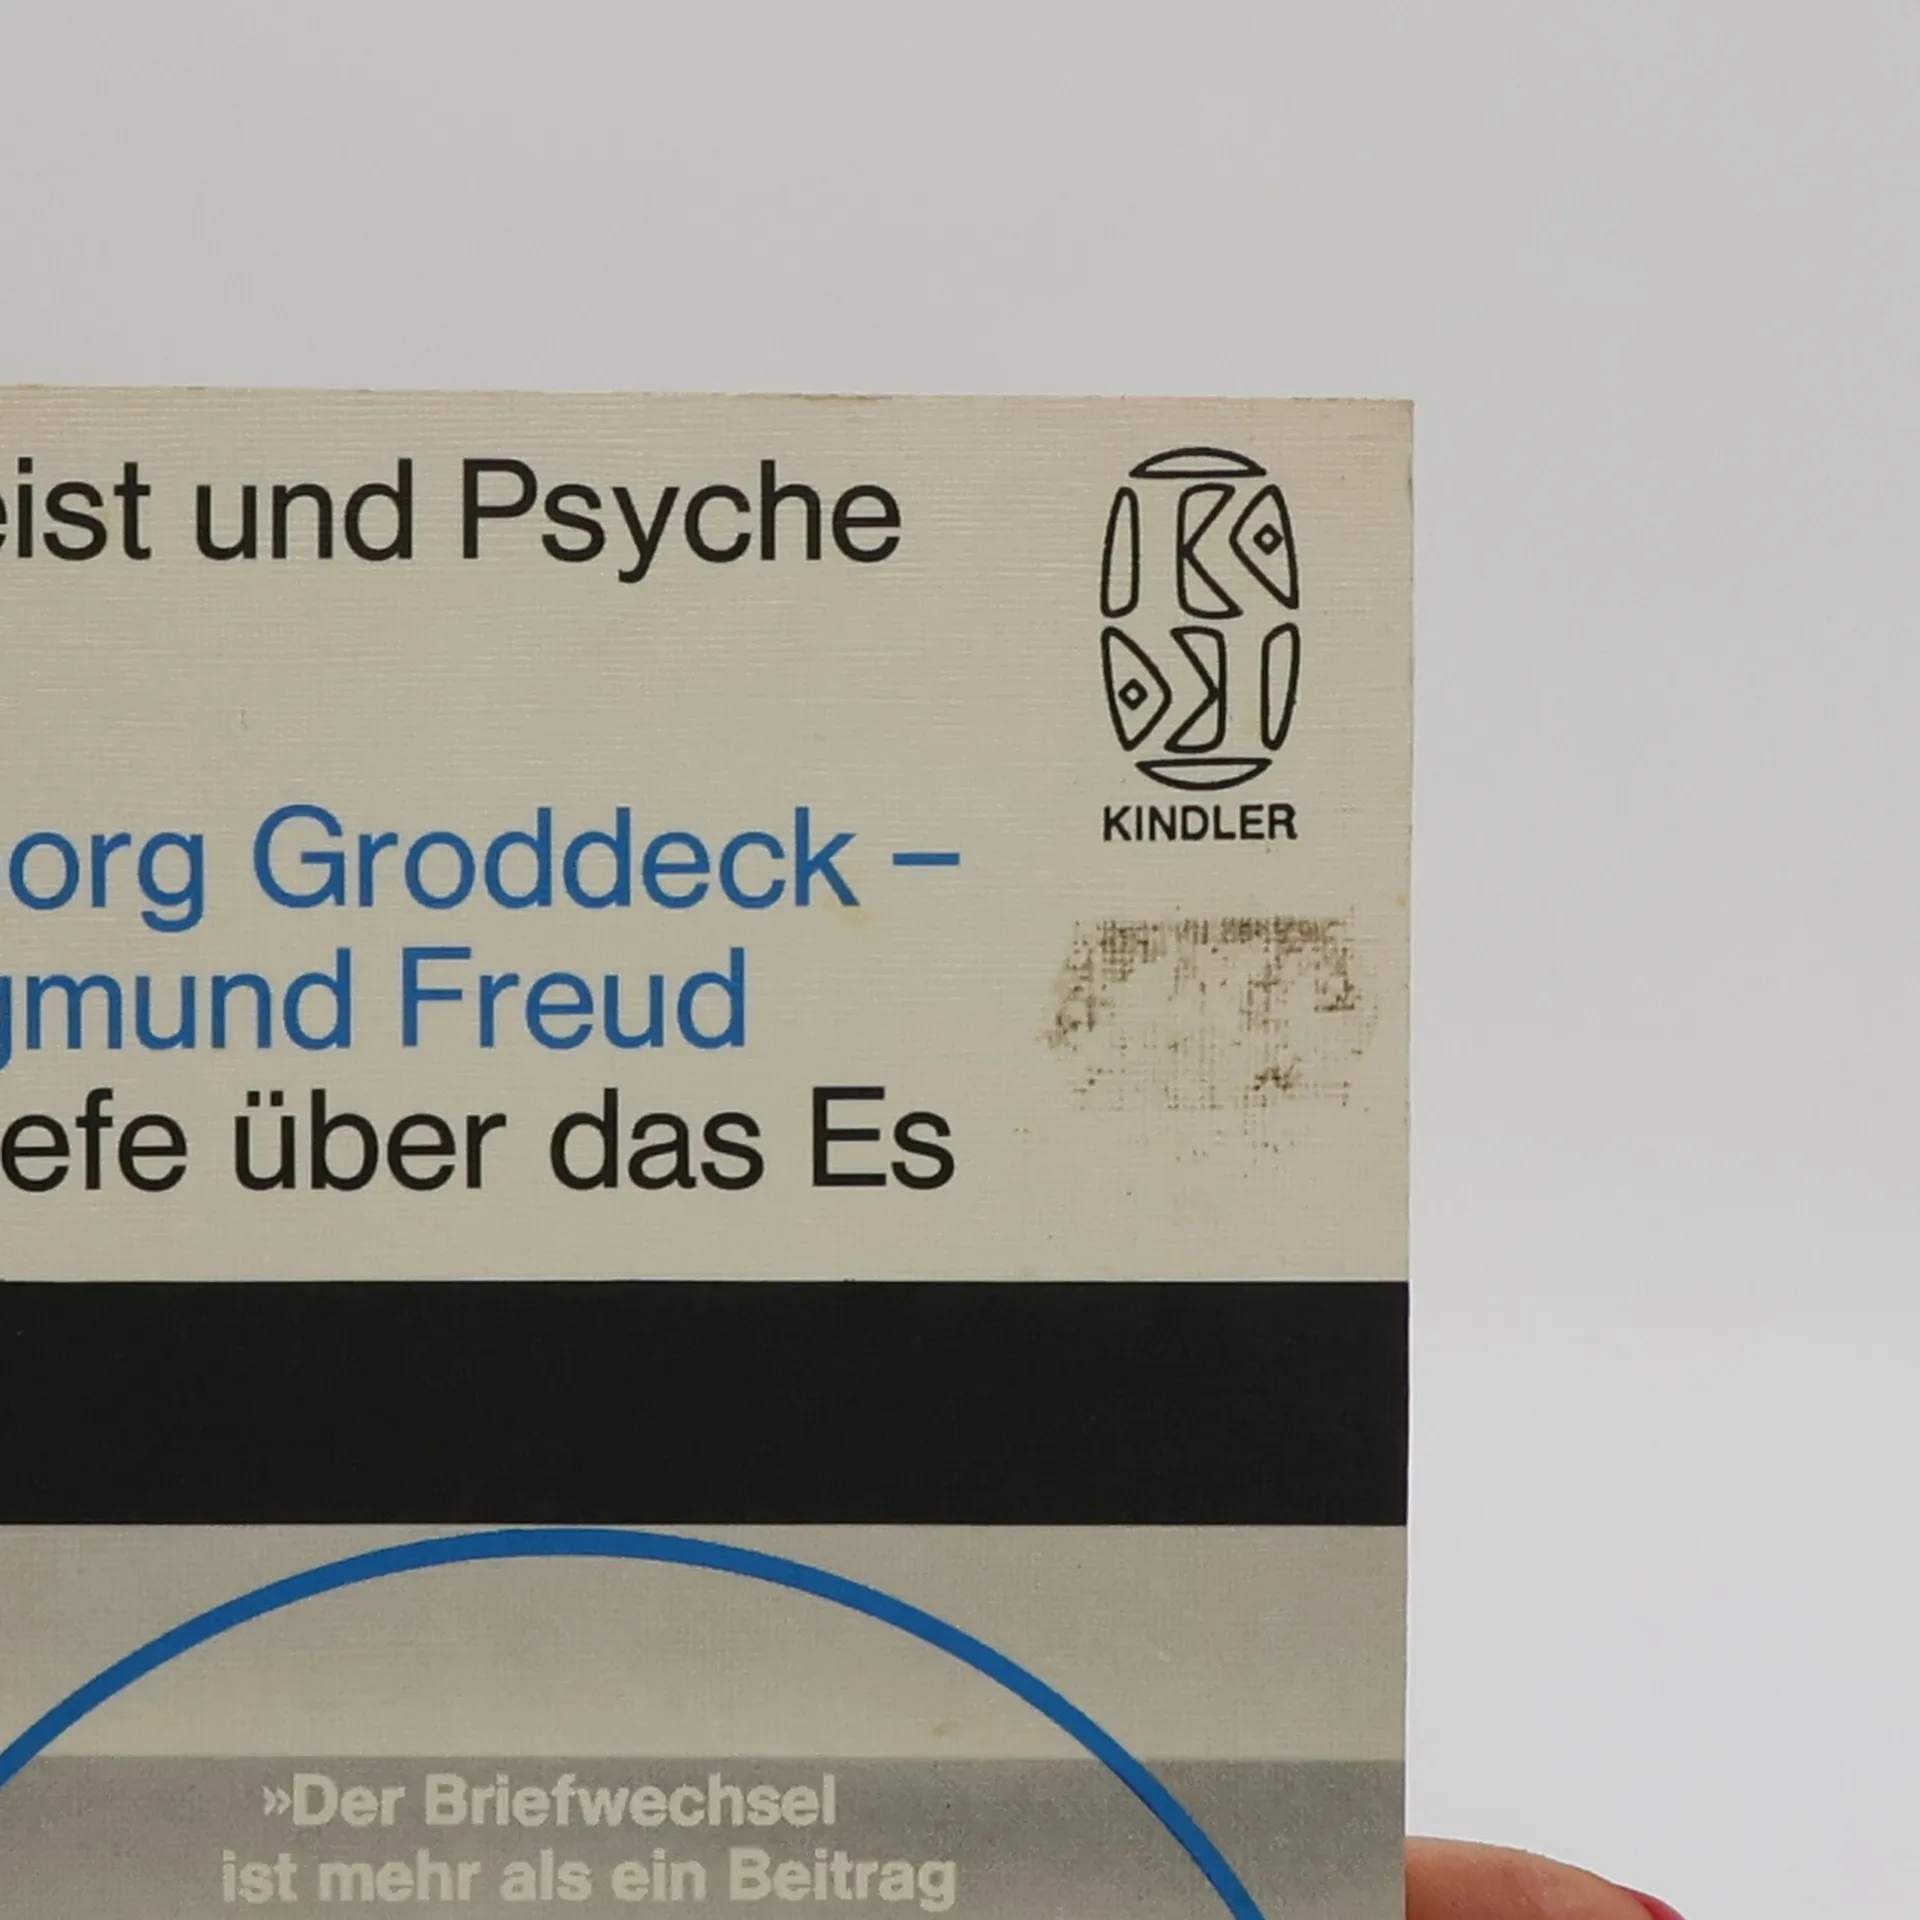 eist und Psyche
KINDLER
org Groddeck –
gmund Freud
efe über das Es
»Der Briefwechsel
ist mehr als ein Beitrag